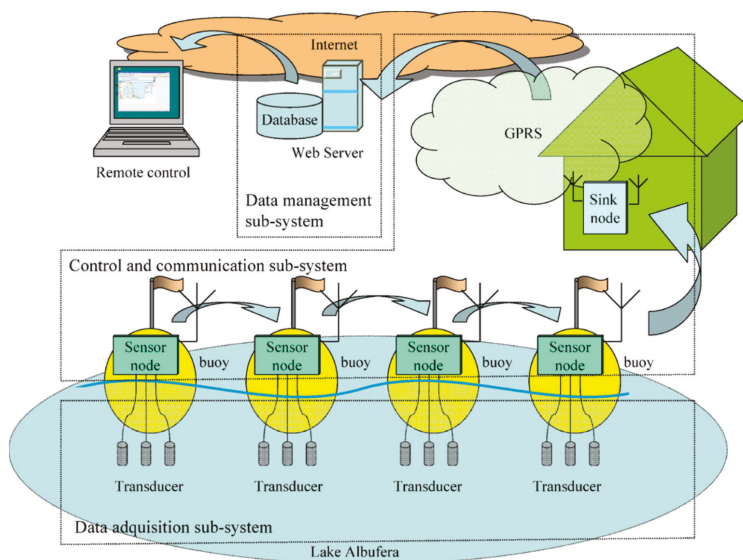 Internet
Database
Web Server
Remote control
GPRS
Data management
sub-system
Sink
node
Control and communication sub-system
Sensor
node
buoy
Sensor
node
buoy
Sensor
node
buoy
Sensor
node
buoy
Transducer
Transducer
Transducer
Transducer
Data adquisition sub-system
Lake Albufera